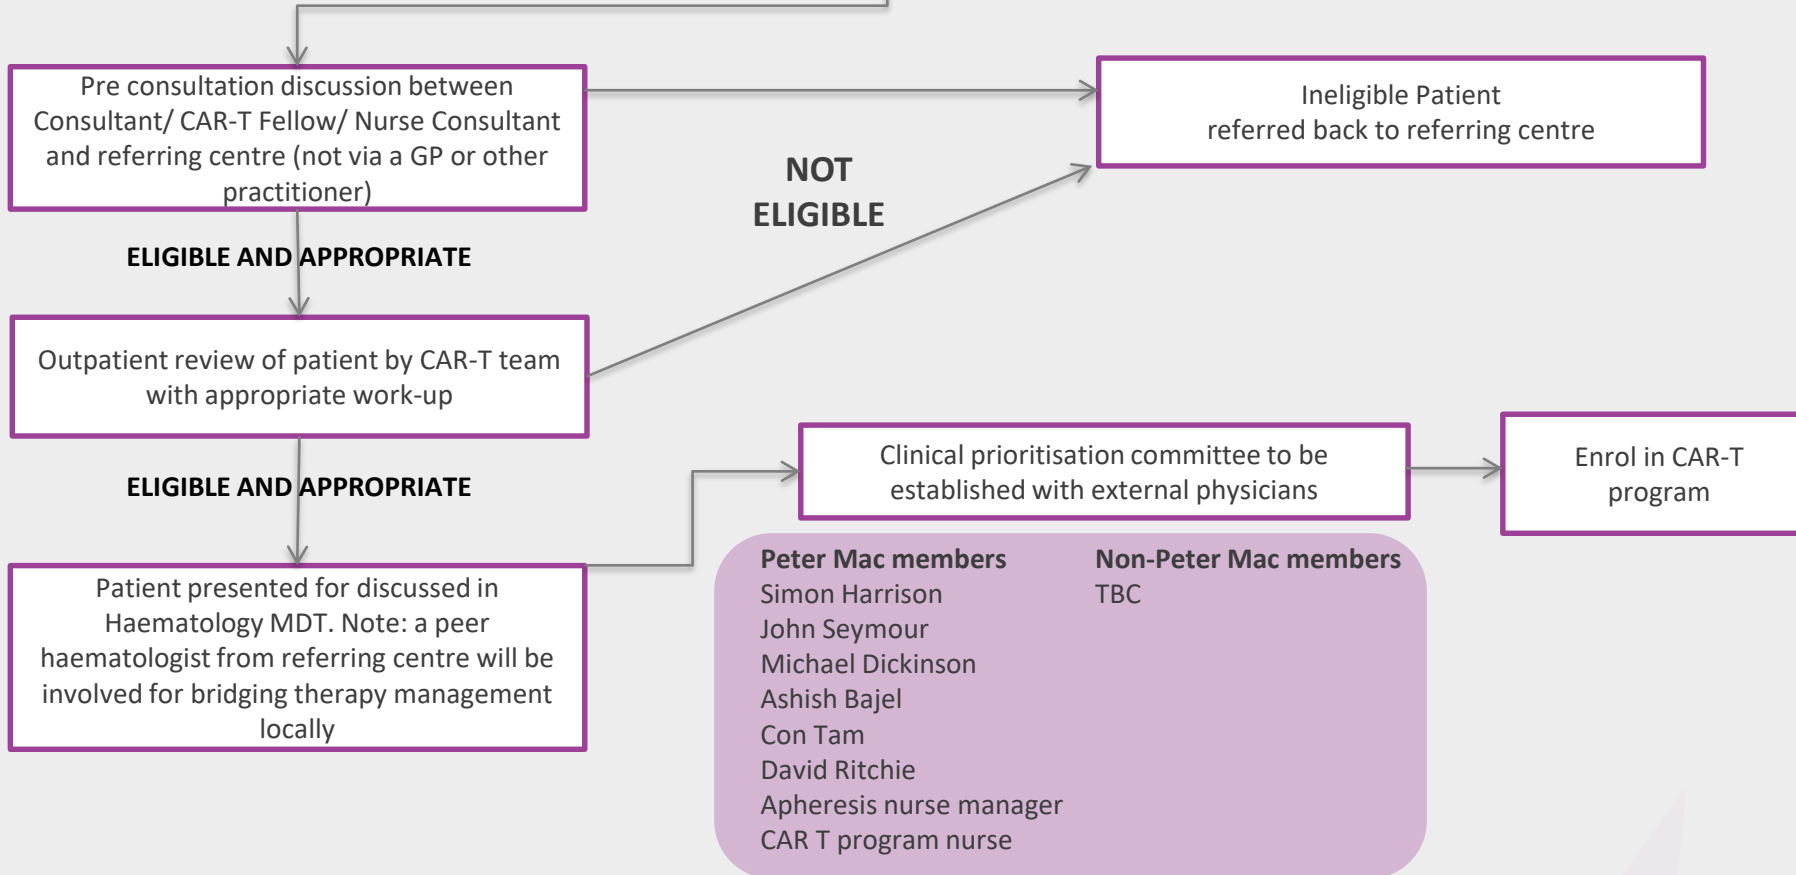 Pre consultation discussion between
Consultant/ CAR-T Fellow/ Nurse Consultant
and referring centre (not via a GP or other
practitioner)
Ineligible Patient
referred back to referring centre
NOT
ELIGIBLE
ELIGIBLE AND APPROPRIATE
Outpatient review of patient by CAR-T team
with appropriate work-up
ELIGIBLE AND APPROPRIATE
Clinical prioritisation committee to be
established with external physicians
Enrol in CAR-T
program
Patient presented for discussed in
Haematology MDT. Note: a peer
haematologist from referring centre will be
involved for bridging therapy management
locally
Peter Mac members
Simon Harrison
John Seymour
Michael Dickinson
Ashish Bajel
Con Tam
David Ritchie
Apheresis nurse manager
CAR T program nurse
Non-Peter Mac members
TBC